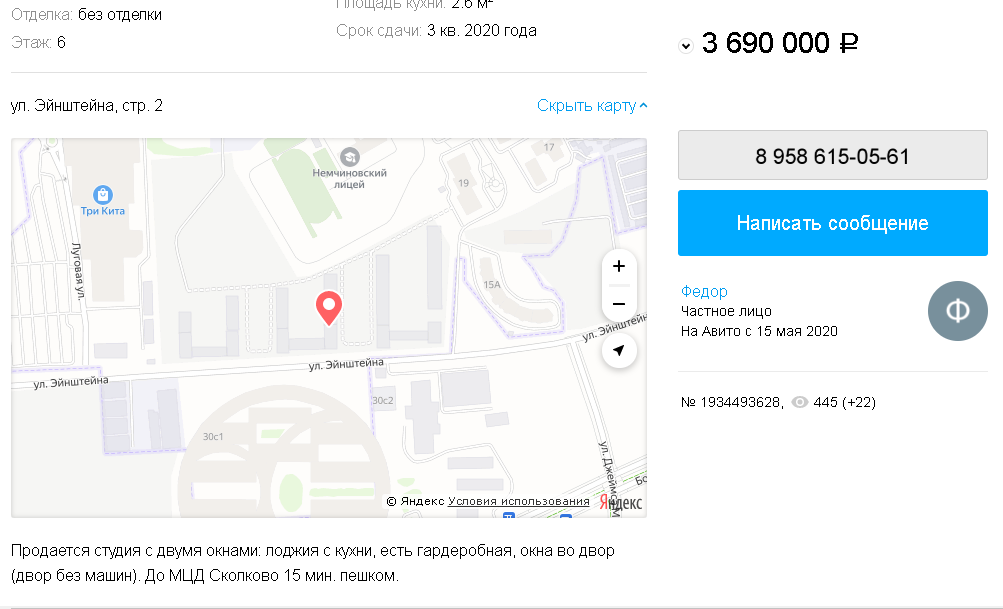 Отделка: без отделки
Этаж: 6
Площадь кухни: 2.6 м²
Срок сдачи: 3 кв. 2020 года
3 690 000 ₽
ул. Эйнштейна, стр. 2
Скрыть карту
Немчиновский
лицей
17
19
Три Кита
Луговая ул.
15А
+
−
ул. Эйнштейна
ул. Эйнштейна
ул. Эйнштейн
30с2
30с1
ул. Джеймс
Бо
© Яндекс Условия использования
Яндекс
8 958 615-05-61
Написать сообщение
Федор
Частное лицо
На Авито с 15 мая 2020
Ф
№ 1934493628, 445 (+22)
Продается студия с двумя окнами: лоджия с кухни, есть гардеробная, окна во двор
(двор без машин). До МЦД Сколково 15 мин. пешком.